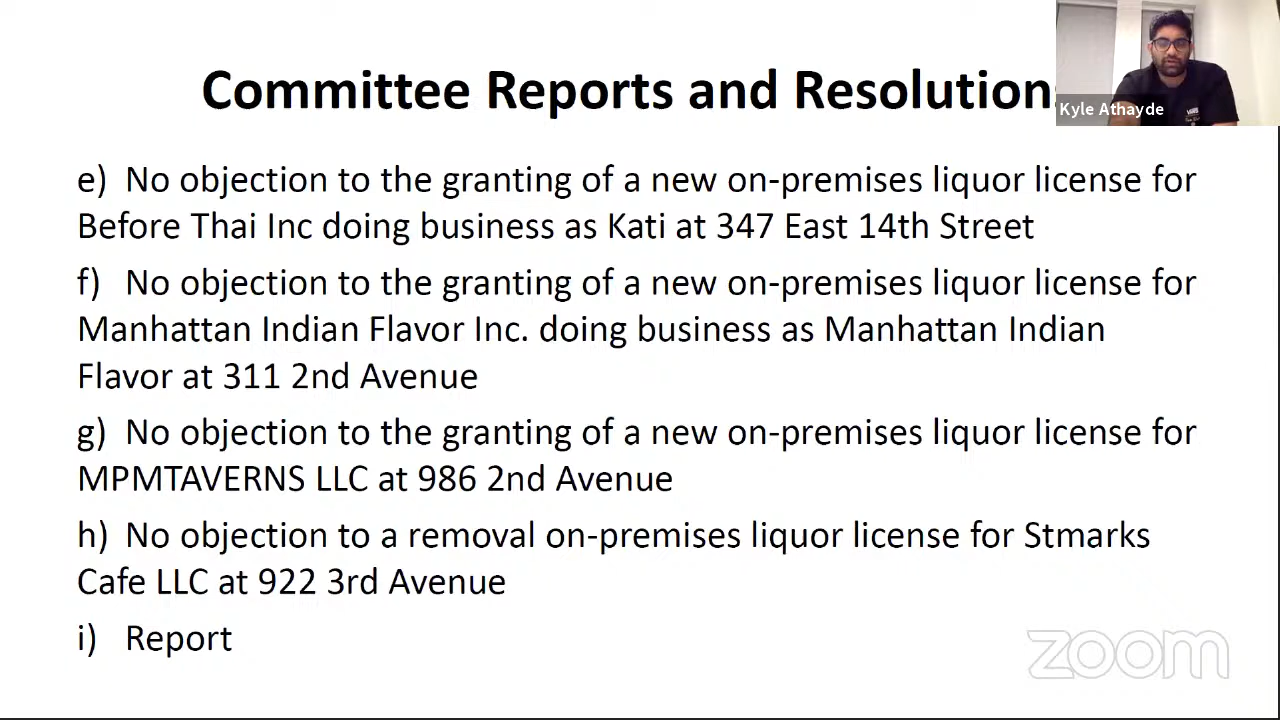 Committee Reports and Resolution
Kyle Athayde
e) No objection to the granting of a new on-premises liquor license for
Before Thai Inc doing business as Kati at 347 East 14th Street
f) No objection to the granting of a new on-premises liquor license for
Manhattan Indian Flavor Inc. doing business as Manhattan Indian
Flavor at 311 2nd Avenue
g) No objection to the granting of a new on-premises liquor license for
MPMTAVERNS LLC at 986 2nd Avenue
h) No objection to a removal on-premises liquor license for Stmarks
Cafe LLC at 922 3rd Avenue
i) Report
zoom